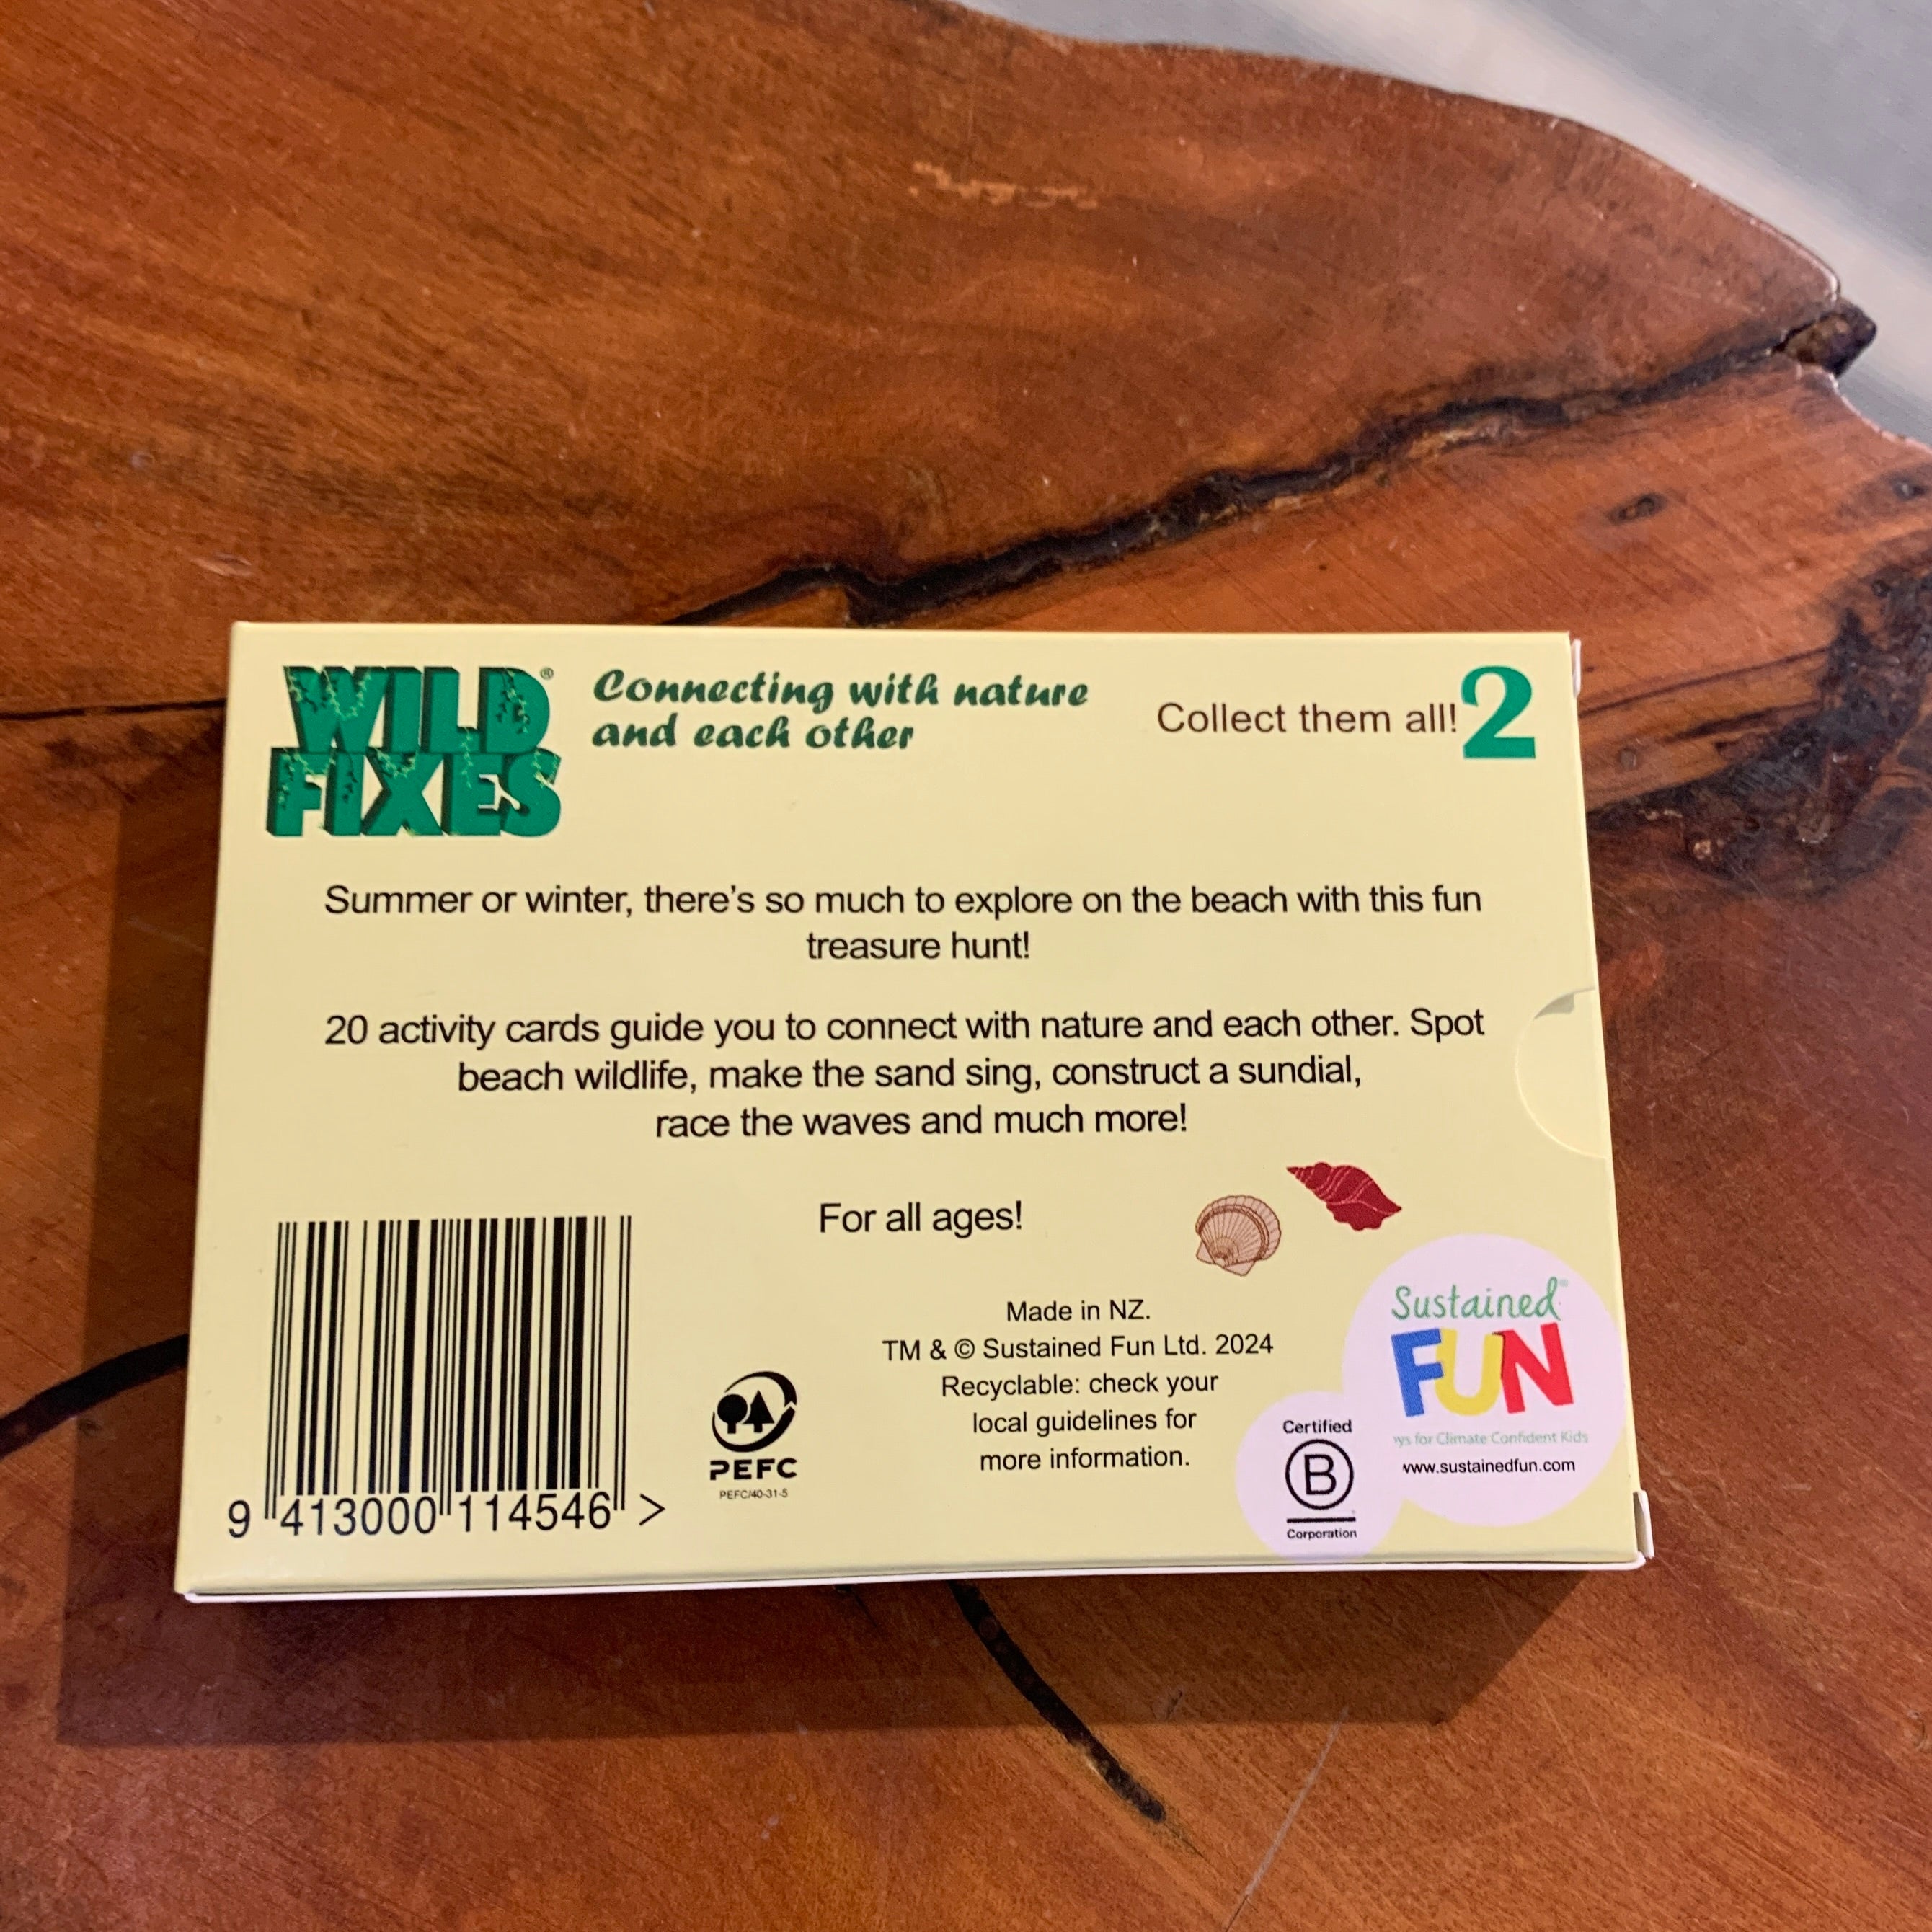 WILD®
FIXES
Connecting with nature
and each other
Collect them all! 2
Summer or winter, there's so much to explore on the beach with this fun
treasure hunt!
20 activity cards guide you to connect with nature and each other. Spot
beach wildlife, make the sand sing, construct a sundial,
race the waves and much more!
For all ages!
Made in NZ.
TM & © Sustained Fun Ltd. 2024
Recyclable: check your
local guidelines for
more information.
9 413000 114546 >
PEFC
PEFC/40-31-5
Certified
B
Corporation
Sustained
FUN
for Climate Confident Kids
www.sustainedfun.com